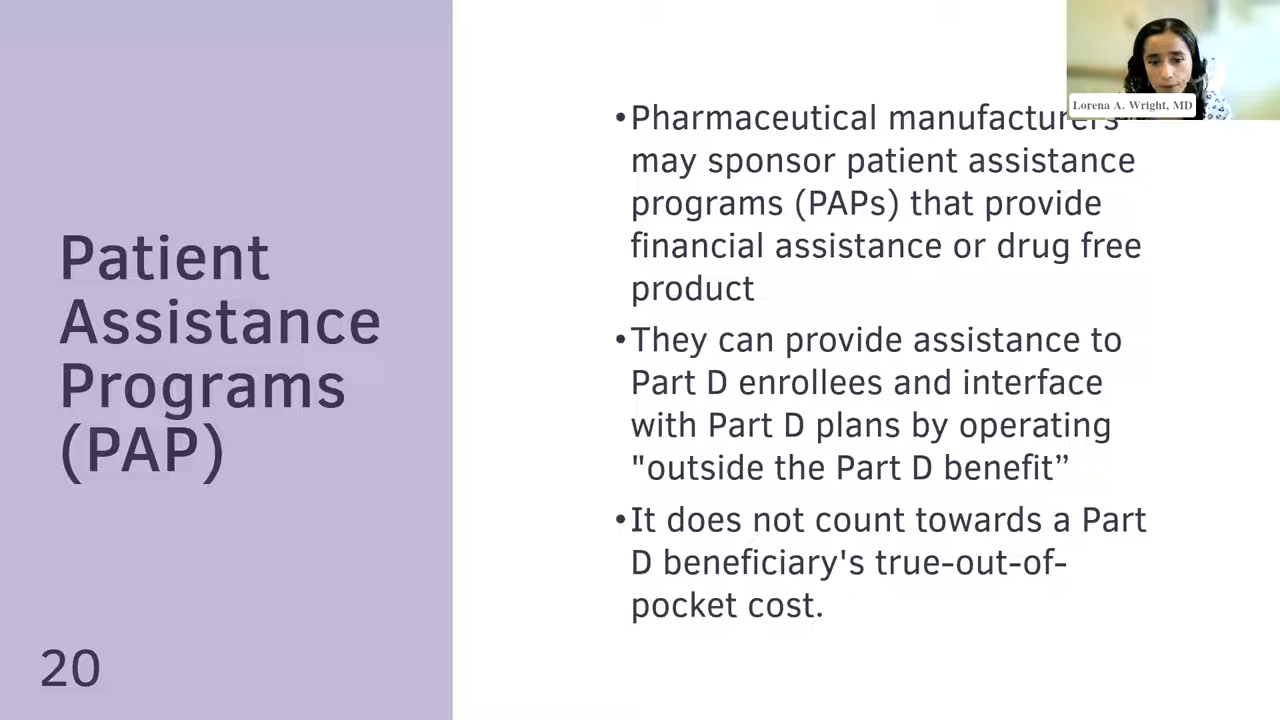 Patient
Assistance
Programs
(PAP)
20
•Pharmaceutical manufacturers
may sponsor patient assistance
programs (PAPs) that provide
financial assistance or drug free
product
•They can provide assistance to
Part D enrollees and interface
with Part D plans by operating
"outside the Part D benefit”
•It does not count towards a Part
D beneficiary's true-out-of-
pocket cost.
Lorena A. Wright, MD